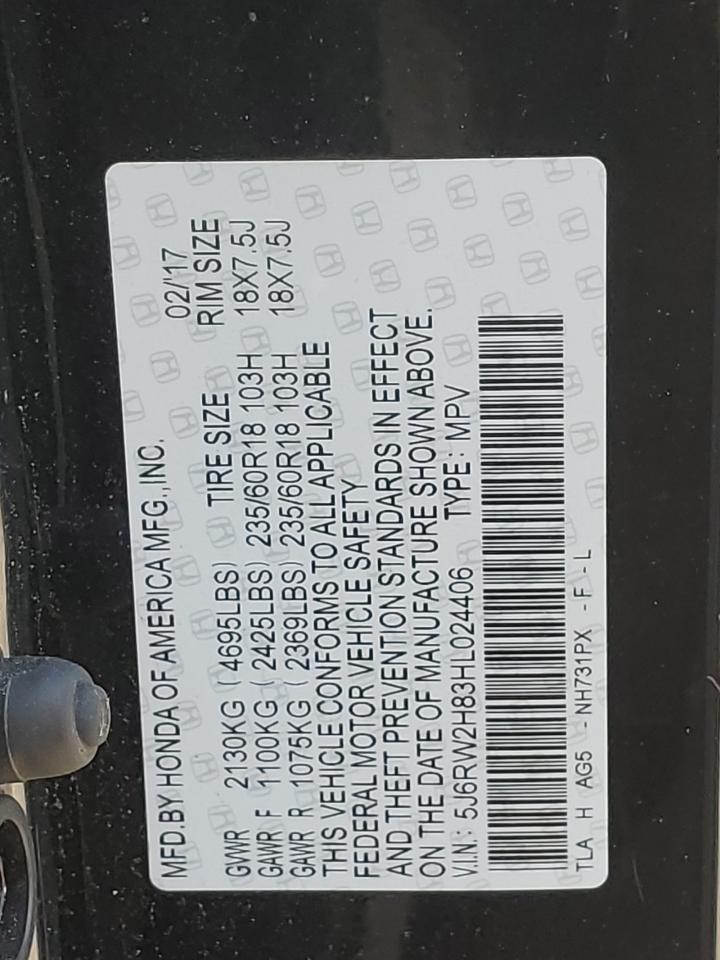 MFD. BY HONDA OF AMERICA MFG., INC. 02/17
GVWR 2130KG (4695LBS) TIRE SIZE RIM SIZE
GAWR F 1100KG (2425LBS) 235/60R18 103H 18X7.5J
GAWR R 1075KG (2369LBS) 235/60R18 103H 18X7.5J
THIS VEHICLE CONFORMS TO ALL APPLICABLE
FEDERAL MOTOR VEHICLE SAFETY
AND THEFT PREVENTION STANDARDS IN EFFECT
ON THE DATE OF MANUFACTURE SHOWN ABOVE.
V.I.N.: 5J6RW2H83HL024406 TYPE: MPV
TLA H AG5 - NH731PX - F - L